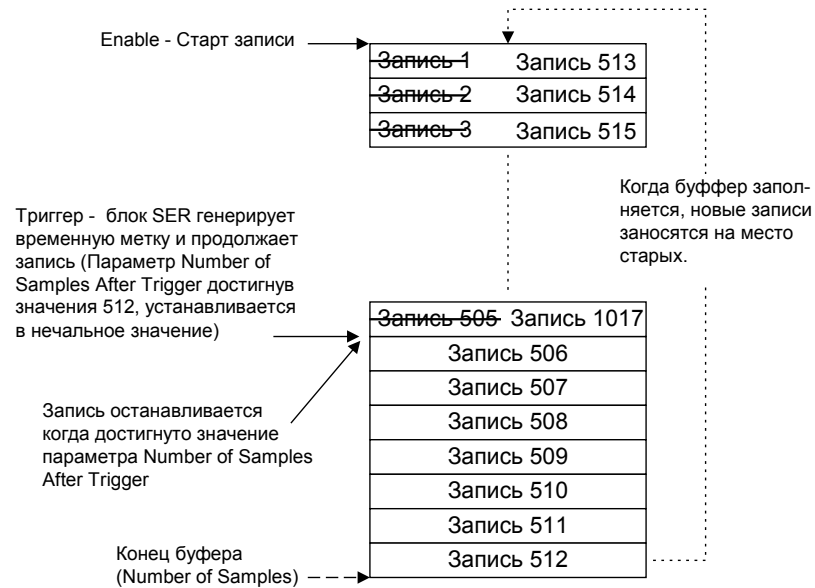 Enable - Старт записи
Запись 1 Запись 513
Запись 2 Запись 514
Запись 3 Запись 515
Когда буффер запол-
няется, новые записи
заносятся на место
старых.
Триггер - блок SER генерирует
временную метку и продолжает
запись (Параметр Number of
Samples After Trigger достигнув
значения 512, устанавливается
в нечальное значение)
Запись 505 Запись 1017
Запись 506
Запись 507
Запись 508
Запись 509
Запись 510
Запись 511
Запись 512
Запись останавливается
когда достигнуто значение
параметра Number of Samples
After Trigger
Конец буфера
(Number of Samples)